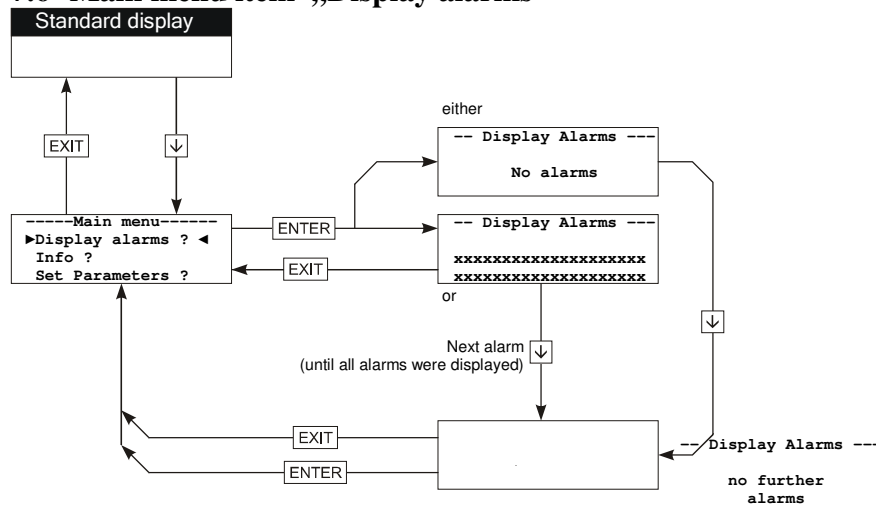 Standard display
EXIT
↓
either
-- Display Alarms ---
No alarms
-----Main menu------
►Display alarms ? ◄
Info ?
Set Parameters ?
ENTER
EXIT
-- Display Alarms ---
xxxxxxxxxxxxxxxxxxxx
xxxxxxxxxxxxxxxxxxxx
or
↓
Next alarm
(until all alarms were displayed)
↓
EXIT
ENTER
-- Display Alarms ---
no further
alarms